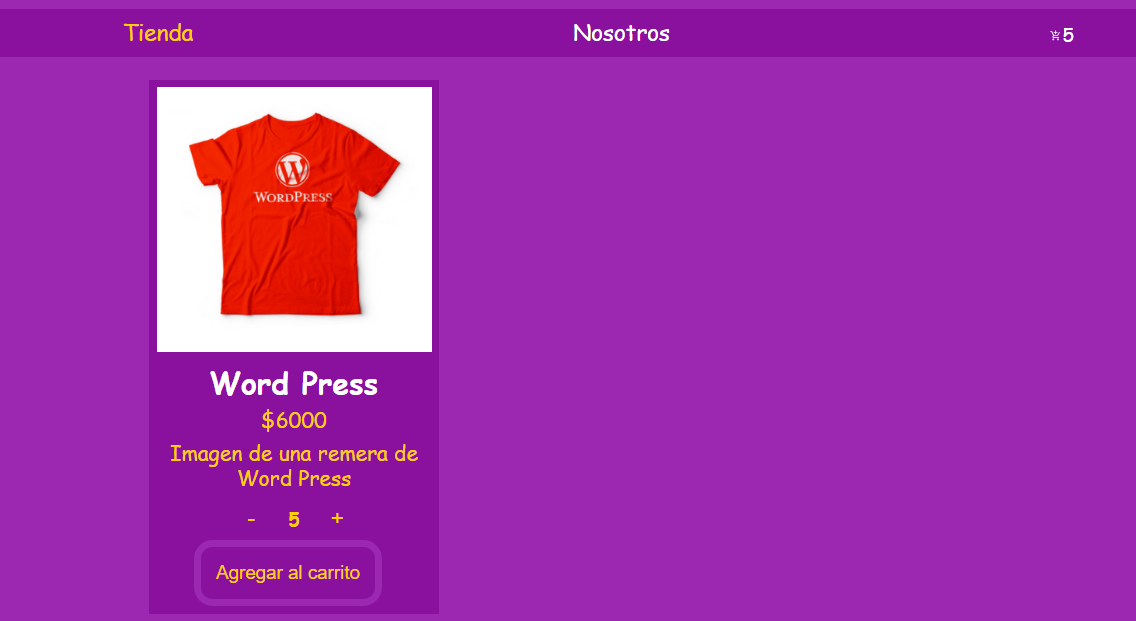 Tienda
Nosotros
5
WORDPRESS
Word Press
$6000
Imagen de una remera de
Word Press
- 5 +
Agregar al carrito